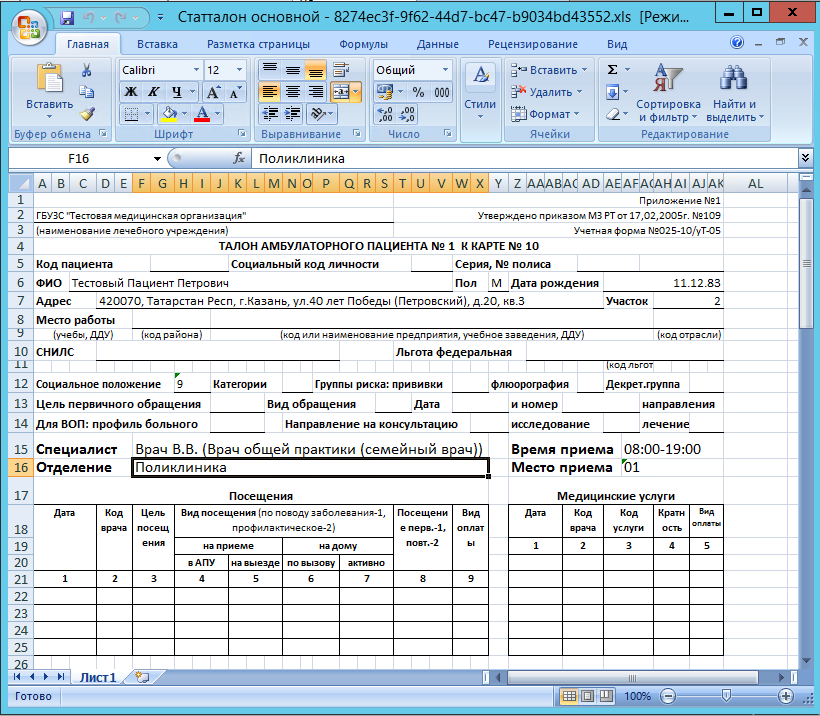 Статталон основной - 8274ec3f-9f62-44d7-bc47-b9034bd43552.xls [Режи...
Главная Вставка Разметка страницы Формулы Данные Рецензирование Вид
Вставить
Буфер обмена
Calibri 12
Ж К Ч
Шрифт
Выравнивание
Общий
% 000
Число
Стили
Вставить
Удалить
Формат
Ячейки
Сортировка и фильтр
Найти и выделить
Редактирование
F16 fx Поликлиника
A B C D E F G H I J K L M N O P Q R S T U V W X Y Z AA AB AC AD AE AF AG AH AI AJ AK AL
1 Приложение №1
2 ГБУЗС "Тестовая медицинская организация" Утверждено приказом МЗ РТ от 17,02,2005г. №109
3 (наименование лечебного учреждения) Учетная форма №025-10/уТ-05
4 ТАЛОН АМБУЛАТОРНОГО ПАЦИЕНТА № 1 К КАРТЕ № 10
5 Код пациента Социальный код личности Серия, № полиса
6 ФИО Тестовый Пациент Петрович Пол М Дата рождения 11.12.83
7 Адрес 420070, Татарстан Респ, г.Казань, ул.40 лет Победы (Петровский), д.20, кв.3 Участок 2
8 Место работы
9 (учебы, ДДУ) (код района) (код или наименование предприятия, учебное заведения, ДДУ) (код отрасли)
10 СНИЛС Льгота федеральная
11 (код льгот
12 Социальное положение 9 Категории Группы риска: прививки флюорография Декрет.группа
13 Цель первичного обращения Вид обращения Дата и номер направления
14 Для ВОП: профиль больного Направление на консультацию исследование лечение
15 Специалист Врач В.В. (Врач общей практики (семейный врач)) Время приема 08:00-19:00
16 Отделение Поликлиника Место приема 01
17 Посещения Медицинские услуги
18 Дата Код врача Цель посещ ения Вид посещения (по поводу заболевания-1, профилактическое-2) Посещени е перв.-1, повт.-2 Вид оплат ы Дата Код врача Код услуги Кратн ость Вид оплаты
19 на приеме на дому 1 2 3 4 5
20 в АПУ на выезде по вызову активно
21 1 2 3 4 5 6 7 8 9
22
23
24
25
26
Лист1
Готово 100%